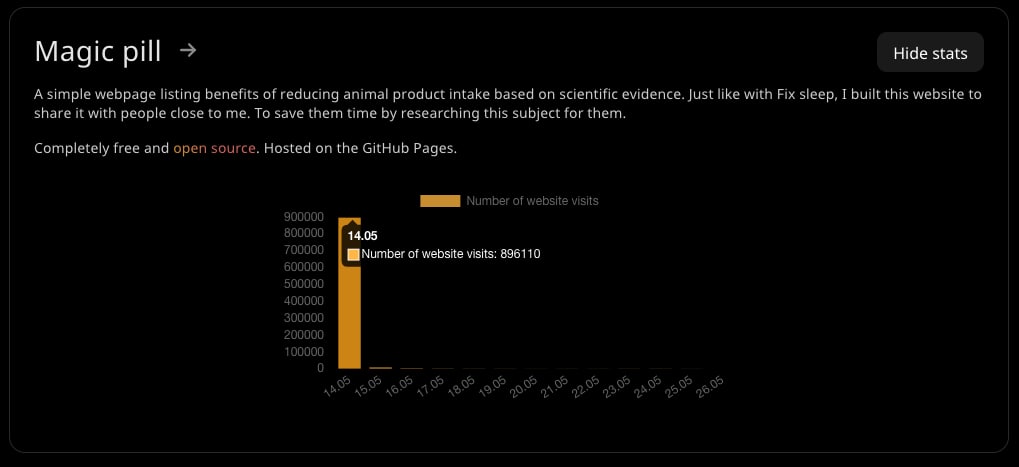 Magic pill →
Hide stats
A simple webpage listing benefits of reducing animal product intake based on scientific evidence. Just like with Fix sleep, I built this website to
share it with people close to me. To save them time by researching this subject for them.
Completely free and open source. Hosted on the GitHub Pages.
Number of website visits
900000
800000
700000
600000
500000
400000
300000
200000
100000
0
14.05
Number of website visits: 896110
14.05 15.05 16.05 17.05 18.05 19.05 20.05 21.05 22.05 23.05 24.05 25.05 26.05